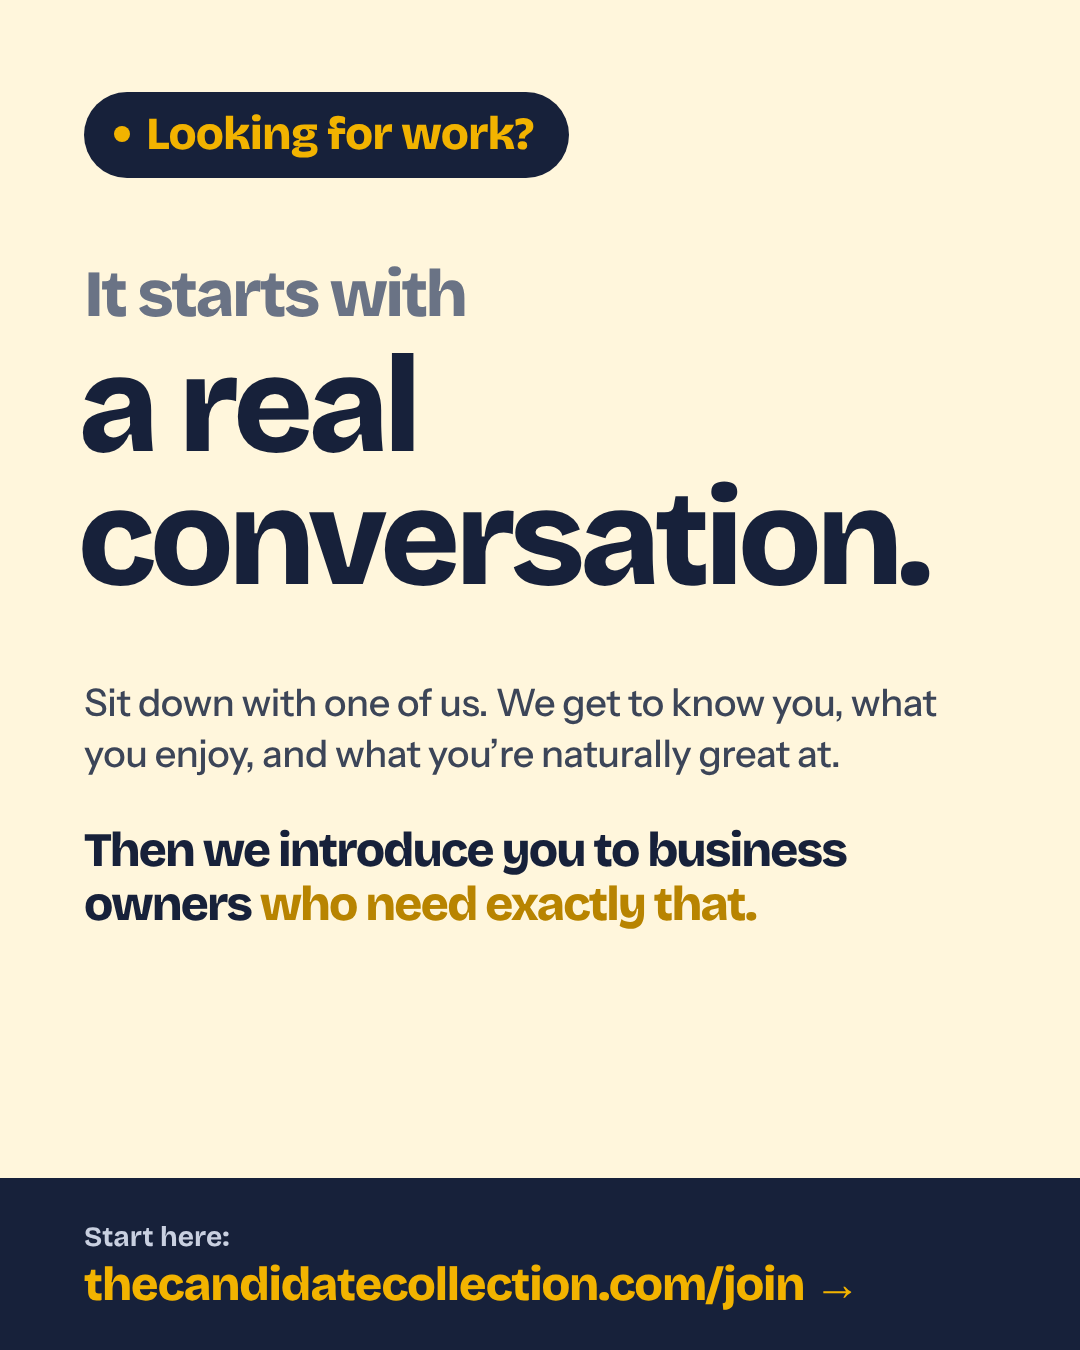 Looking for work?
It starts with
a real
conversation.
Sit down with one of us. We get to know you, what
you enjoy, and what you’re naturally great at.
Then we introduce you to business
owners who need exactly that.
Start here:
thecandidatecollection.com/join →